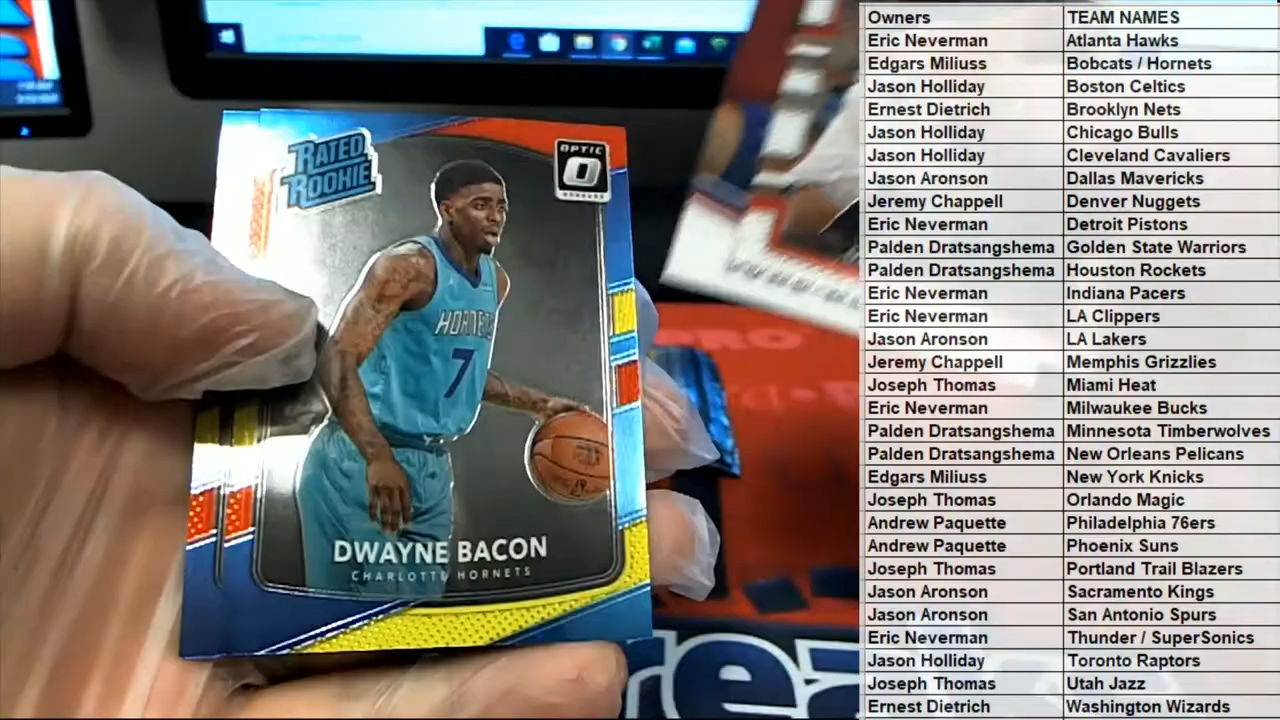 RATED
ROOKIE
OPTIC
O
HORNETS
7
DWAYNE BACON
CHARLOTTE HORNETS
PRO
rea
Owners TEAM NAMES
Eric Neverman Atlanta Hawks
Edgars Miliuss Bobcats / Hornets
Jason Holliday Boston Celtics
Ernest Dietrich Brooklyn Nets
Jason Holliday Chicago Bulls
Jason Holliday Cleveland Cavaliers
Jason Aronson Dallas Mavericks
Jeremy Chappell Denver Nuggets
Eric Neverman Detroit Pistons
Palden Dratsangshema Golden State Warriors
Palden Dratsangshema Houston Rockets
Eric Neverman Indiana Pacers
Eric Neverman LA Clippers
Jason Aronson LA Lakers
Jeremy Chappell Memphis Grizzlies
Joseph Thomas Miami Heat
Eric Neverman Milwaukee Bucks
Palden Dratsangshema Minnesota Timberwolves
Palden Dratsangshema New Orleans Pelicans
Edgars Miliuss New York Knicks
Joseph Thomas Orlando Magic
Andrew Paquette Philadelphia 76ers
Andrew Paquette Phoenix Suns
Joseph Thomas Portland Trail Blazers
Jason Aronson Sacramento Kings
Jason Aronson San Antonio Spurs
Eric Neverman Thunder / SuperSonics
Jason Holliday Toronto Raptors
Joseph Thomas Utah Jazz
Ernest Dietrich Washington Wizards